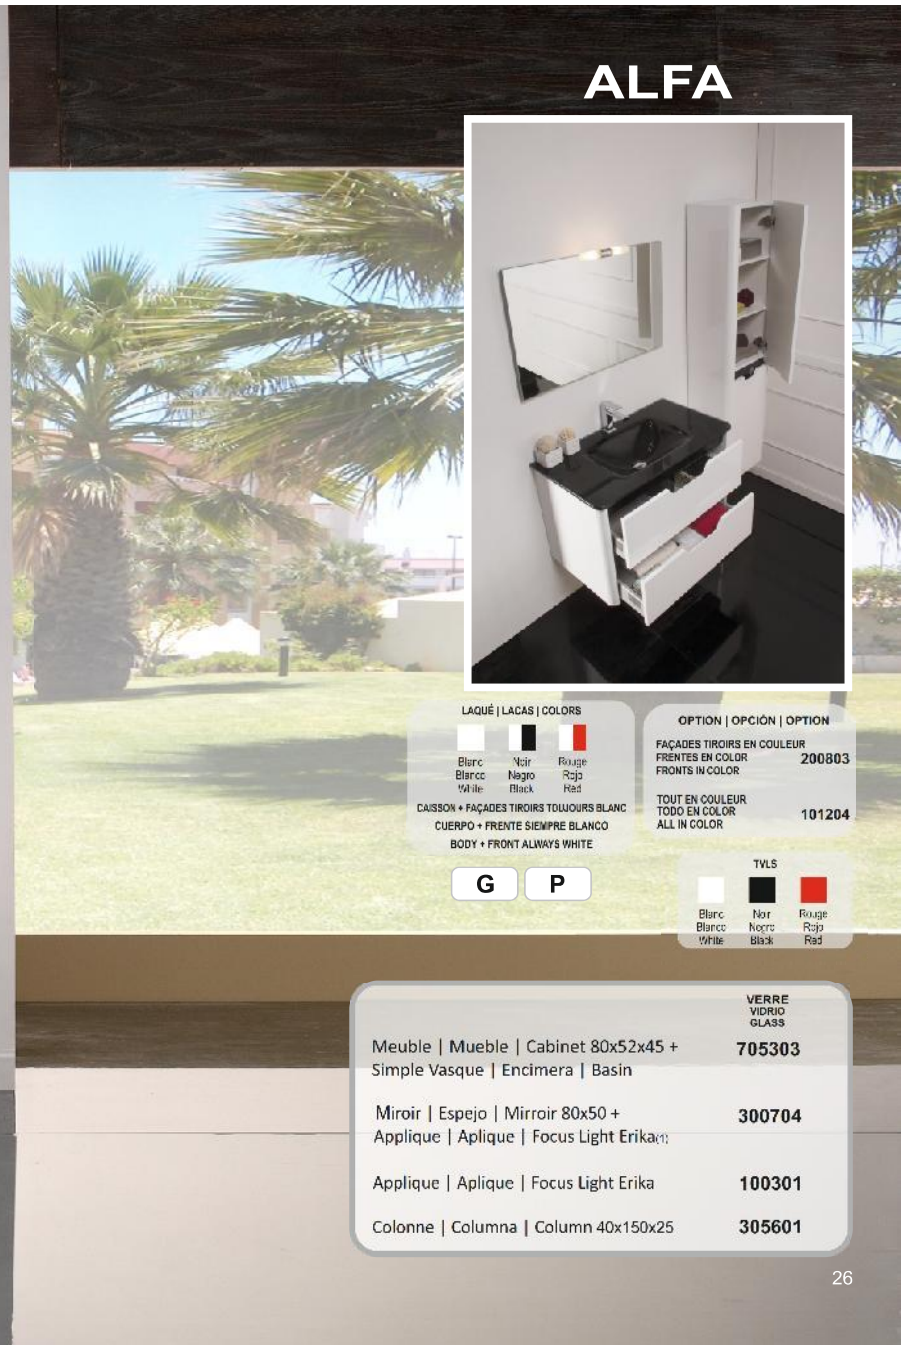 ALFA
LAQUÉ | LACAS | COLORS
Blanc Noir Rouge
Blanco Negro Rojo
White Black Red
CAISSON + FAÇADES TIROIRS TOUJOURS BLANC
CUERPO + FRENTE SIEMPRE BLANCO
BODY + FRONT ALWAYS WHITE
G P
OPTION | OPCIÓN | OPTION
FAÇADES TIROIRS EN COULEUR
FRENTES EN COLOR 200803
FRONTS IN COLOR
TOUT EN COULEUR
TODO EN COLOR 101204
ALL IN COLOR
TVLS
Blanc Noir Rouge
Blanco Negro Rojo
White Black Red
VERRE
VIDRIO
GLASS
Meuble | Mueble | Cabinet 80x52x45 + 705303
Simple Vasque | Encimera | Basin
Miroir | Espejo | Mirroir 80x50 + 300704
Applique | Aplique | Focus Light Erika(1)
Applique | Aplique | Focus Light Erika 100301
Colonne | Columna | Column 40x150x25 305601
26